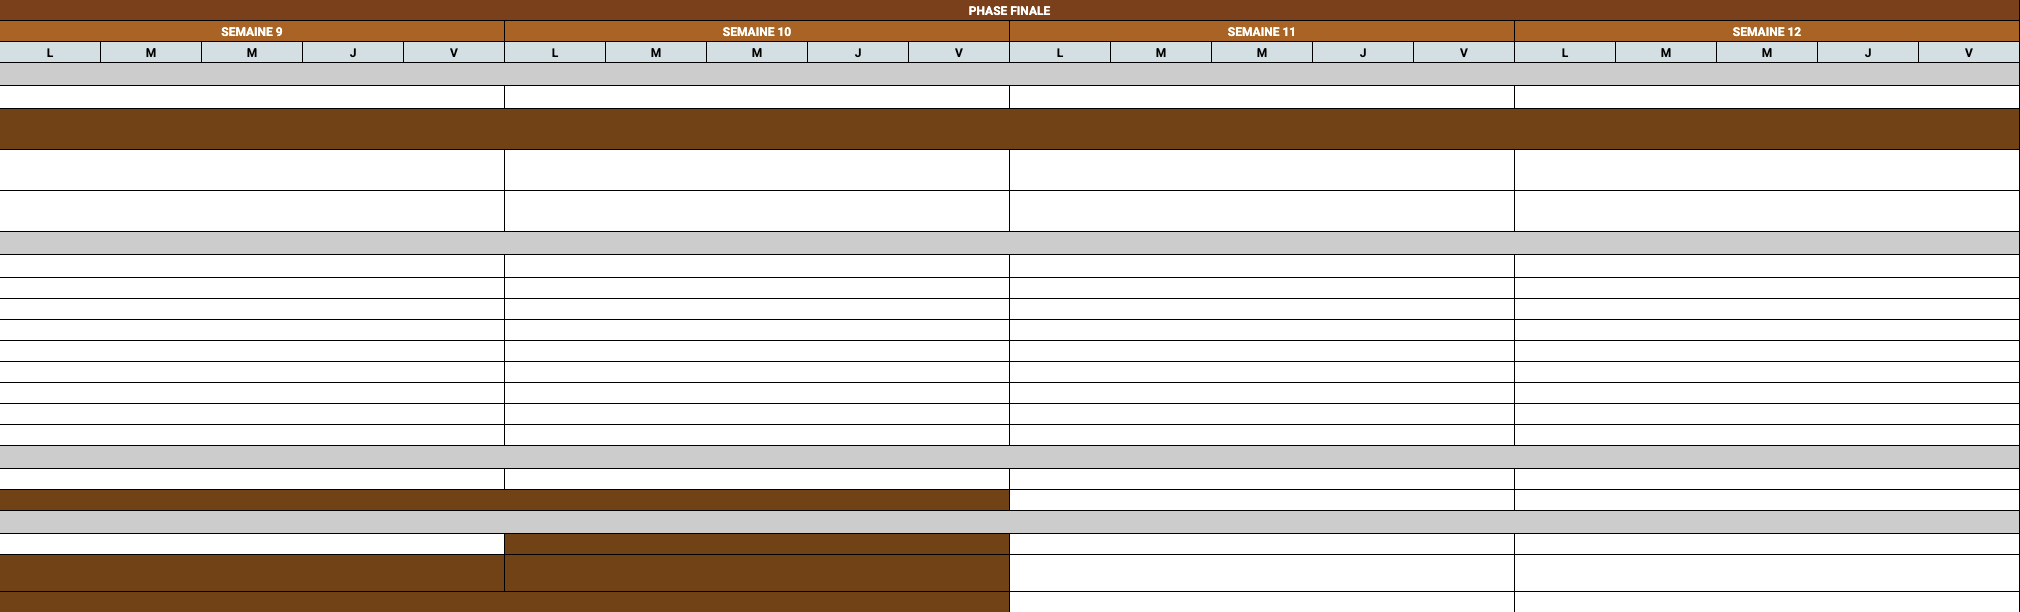 PHASE FINALE
SEMAINE 9 SEMAINE 10 SEMAINE 11 SEMAINE 12
L M M J V L M M J V L M M J V L M M J V